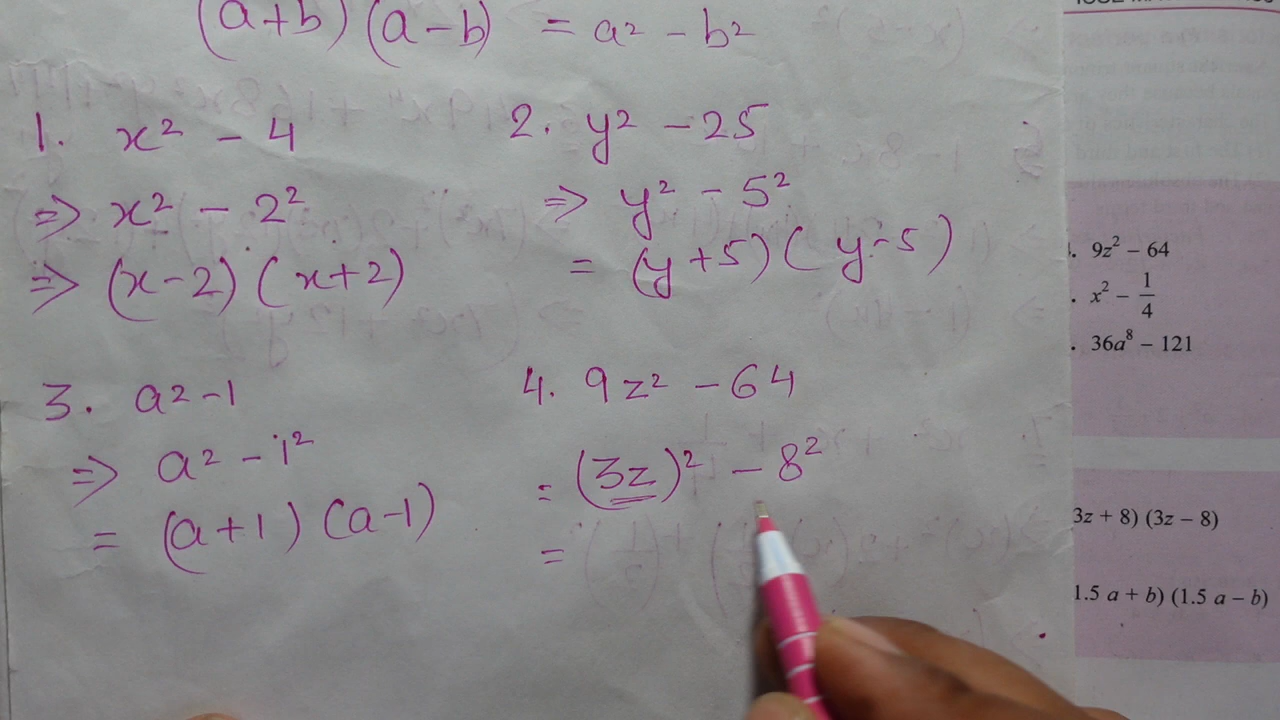 (a+b) (a-b) = a² - b²
1. x² - 4
⇒ x² - 2²
⇒ (x-2) (x+2)
2. y² - 25
⇒ y² - 5²
= (y+5) (y-5)
3. a² - 1
⇒ a² - 1²
= (a+1) (a-1)
4. 9z² - 64
= (3z)² - 8²
=
. 9z² – 64
. x² – 1/4
. 36a⁸ – 121
3z + 8) (3z – 8)
1.5 a + b) (1.5 a – b)